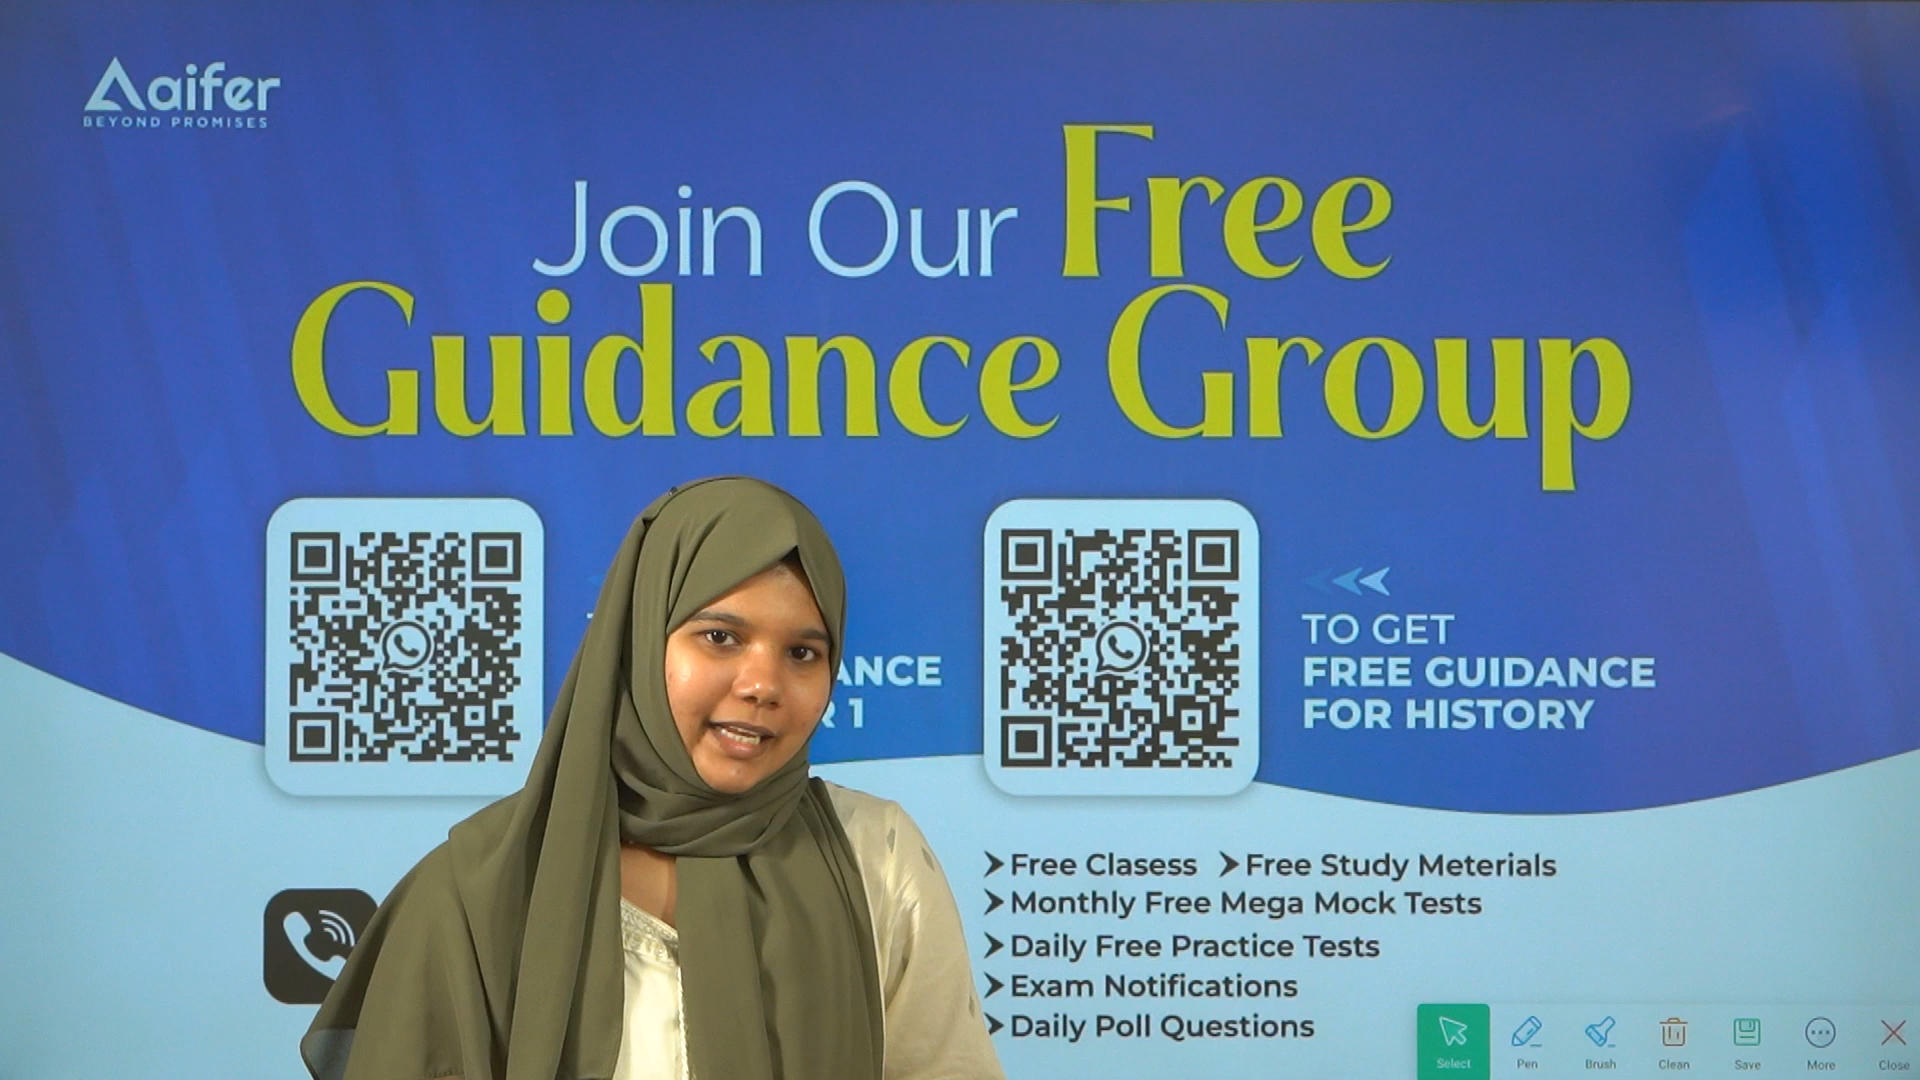 Aaifer
BEYOND PROMISES
Join Our Free
Guidance Group
ANCE
R 1
TO GET
FREE GUIDANCE
FOR HISTORY
Free Clasess
Free Study Meterials
Monthly Free Mega Mock Tests
Daily Free Practice Tests
Exam Notifications
Daily Poll Questions
Select
Pen
Brush
Clean
Save
More
Close